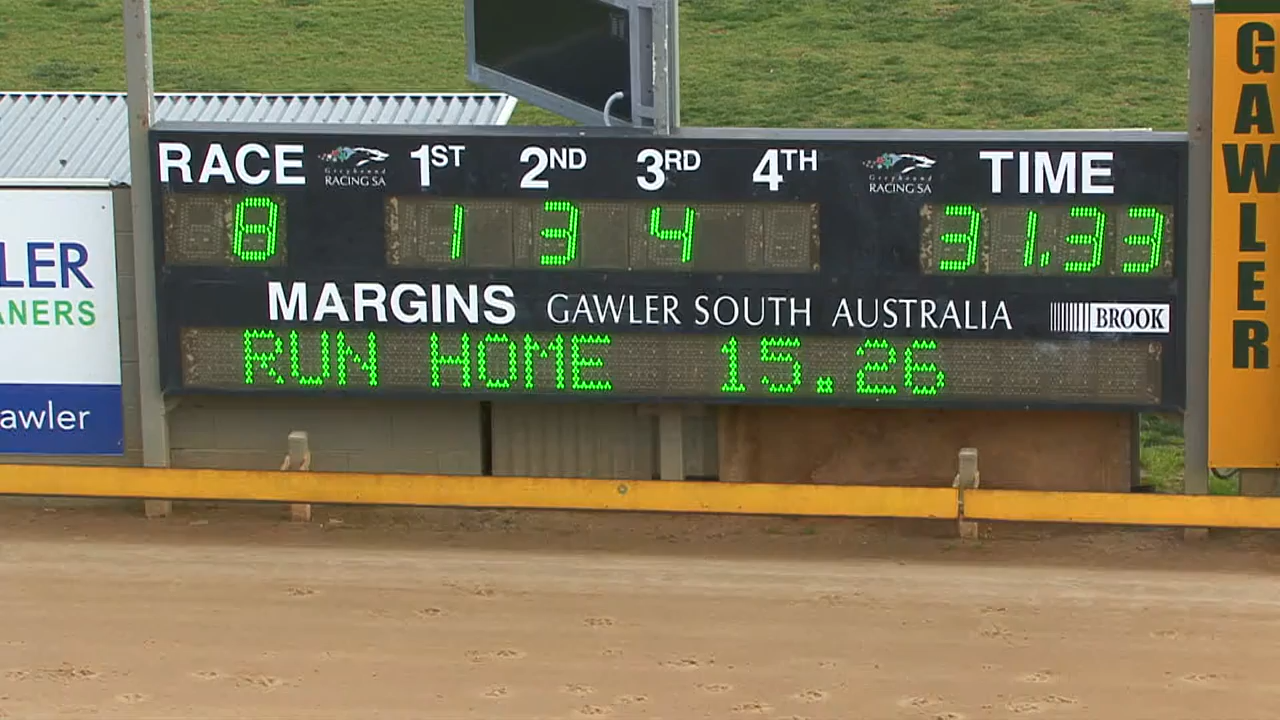 RACE Greyhound RACING SA 1ST 2ND 3RD 4TH Greyhound RACING SA TIME
8 1 3 4 31.33
MARGINS GAWLER SOUTH AUSTRALIA BROOK
RUN HOME 15.26
LER
ANERS
awler
GAWLER